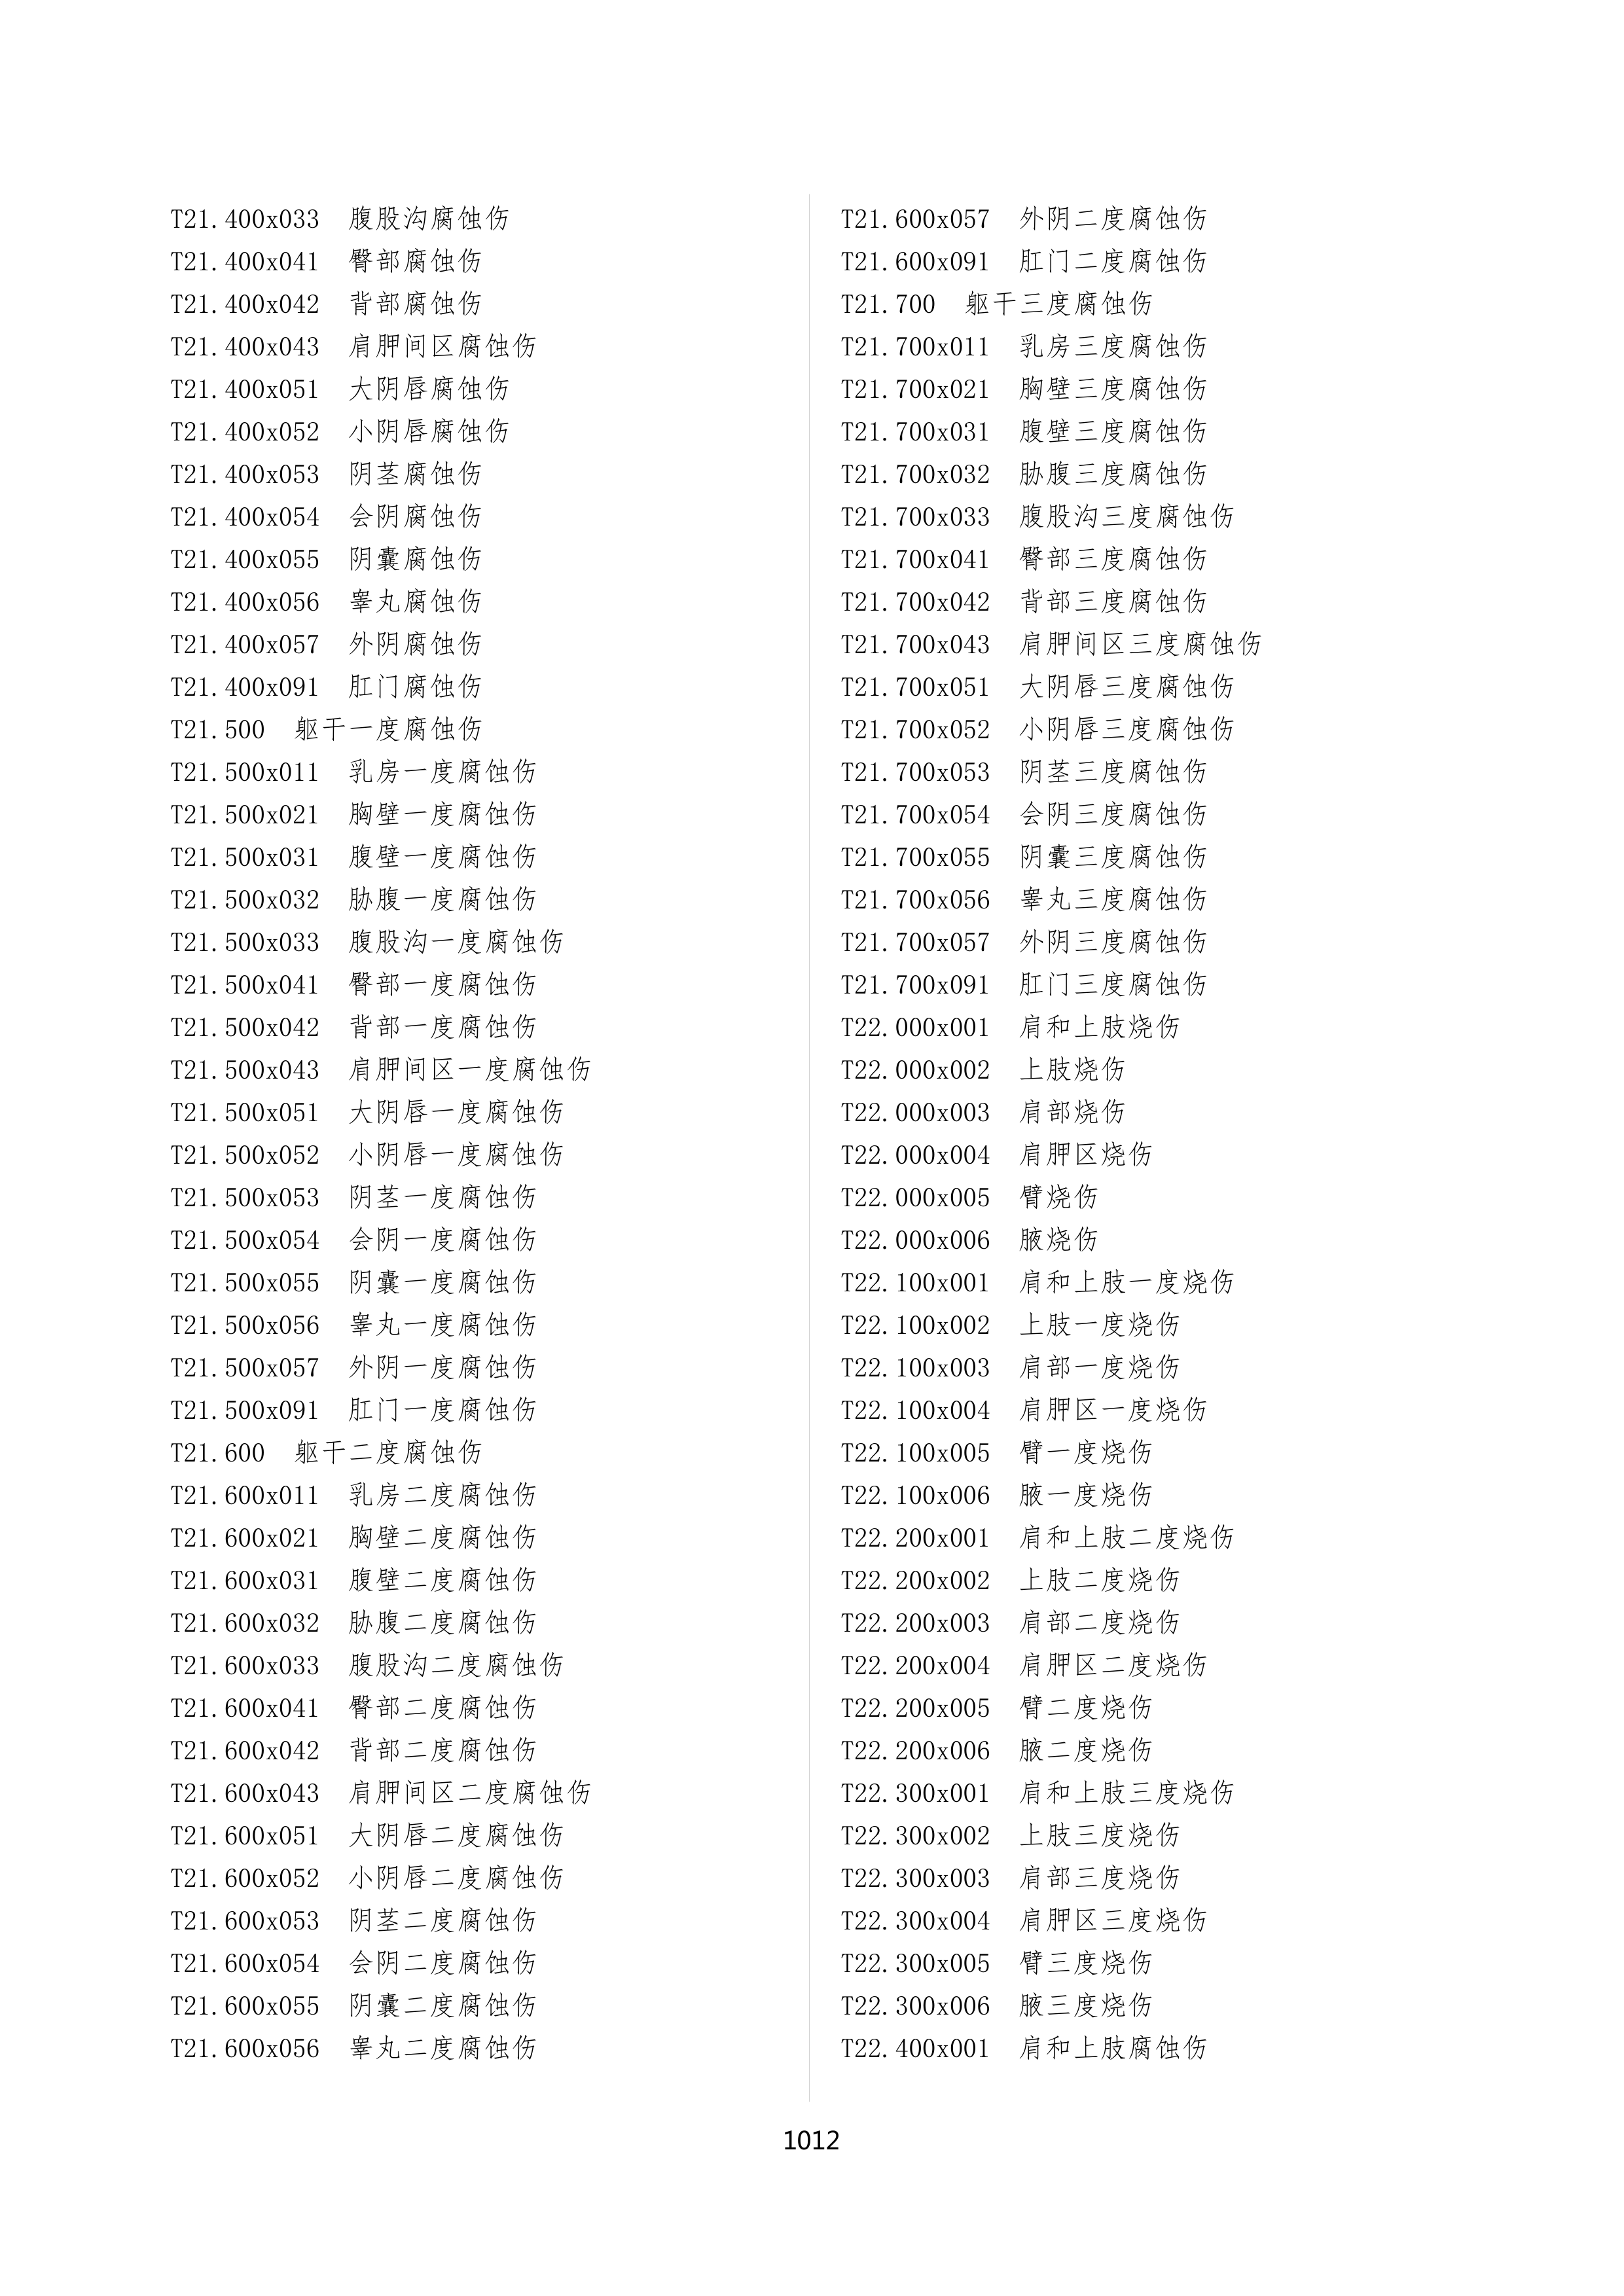 T21.400x033 腹股沟腐蚀伤
T21.400x041 臀部腐蚀伤
T21.400x042 背部腐蚀伤
T21.400x043 肩胛间区腐蚀伤
T21.400x051 大阴唇腐蚀伤
T21.400x052 小阴唇腐蚀伤
T21.400x053 阴茎腐蚀伤
T21.400x054 会阴腐蚀伤
T21.400x055 阴囊腐蚀伤
T21.400x056 睾丸腐蚀伤
T21.400x057 外阴腐蚀伤
T21.400x091 肛门腐蚀伤
T21.500 躯干一度腐蚀伤
T21.500x011 乳房一度腐蚀伤
T21.500x021 胸壁一度腐蚀伤
T21.500x031 腹壁一度腐蚀伤
T21.500x032 胁腹一度腐蚀伤
T21.500x033 腹股沟一度腐蚀伤
T21.500x041 臀部一度腐蚀伤
T21.500x042 背部一度腐蚀伤
T21.500x043 肩胛间区一度腐蚀伤
T21.500x051 大阴唇一度腐蚀伤
T21.500x052 小阴唇一度腐蚀伤
T21.500x053 阴茎一度腐蚀伤
T21.500x054 会阴一度腐蚀伤
T21.500x055 阴囊一度腐蚀伤
T21.500x056 睾丸一度腐蚀伤
T21.500x057 外阴一度腐蚀伤
T21.500x091 肛门一度腐蚀伤
T21.600 躯干二度腐蚀伤
T21.600x011 乳房二度腐蚀伤
T21.600x021 胸壁二度腐蚀伤
T21.600x031 腹壁二度腐蚀伤
T21.600x032 胁腹二度腐蚀伤
T21.600x033 腹股沟二度腐蚀伤
T21.600x041 臀部二度腐蚀伤
T21.600x042 背部二度腐蚀伤
T21.600x043 肩胛间区二度腐蚀伤
T21.600x051 大阴唇二度腐蚀伤
T21.600x052 小阴唇二度腐蚀伤
T21.600x053 阴茎二度腐蚀伤
T21.600x054 会阴二度腐蚀伤
T21.600x055 阴囊二度腐蚀伤
T21.600x056 睾丸二度腐蚀伤
T21.600x057 外阴二度腐蚀伤
T21.600x091 肛门二度腐蚀伤
T21.700 躯干三度腐蚀伤
T21.700x011 乳房三度腐蚀伤
T21.700x021 胸壁三度腐蚀伤
T21.700x031 腹壁三度腐蚀伤
T21.700x032 胁腹三度腐蚀伤
T21.700x033 腹股沟三度腐蚀伤
T21.700x041 臀部三度腐蚀伤
T21.700x042 背部三度腐蚀伤
T21.700x043 肩胛间区三度腐蚀伤
T21.700x051 大阴唇三度腐蚀伤
T21.700x052 小阴唇三度腐蚀伤
T21.700x053 阴茎三度腐蚀伤
T21.700x054 会阴三度腐蚀伤
T21.700x055 阴囊三度腐蚀伤
T21.700x056 睾丸三度腐蚀伤
T21.700x057 外阴三度腐蚀伤
T21.700x091 肛门三度腐蚀伤
T22.000x001 肩和上肢烧伤
T22.000x002 上肢烧伤
T22.000x003 肩部烧伤
T22.000x004 肩胛区烧伤
T22.000x005 臂烧伤
T22.000x006 腋烧伤
T22.100x001 肩和上肢一度烧伤
T22.100x002 上肢一度烧伤
T22.100x003 肩部一度烧伤
T22.100x004 肩胛区一度烧伤
T22.100x005 臂一度烧伤
T22.100x006 腋一度烧伤
T22.200x001 肩和上肢二度烧伤
T22.200x002 上肢二度烧伤
T22.200x003 肩部二度烧伤
T22.200x004 肩胛区二度烧伤
T22.200x005 臂二度烧伤
T22.200x006 腋二度烧伤
T22.300x001 肩和上肢三度烧伤
T22.300x002 上肢三度烧伤
T22.300x003 肩部三度烧伤
T22.300x004 肩胛区三度烧伤
T22.300x005 臂三度烧伤
T22.300x006 腋三度烧伤
T22.400x001 肩和上肢腐蚀伤
1012